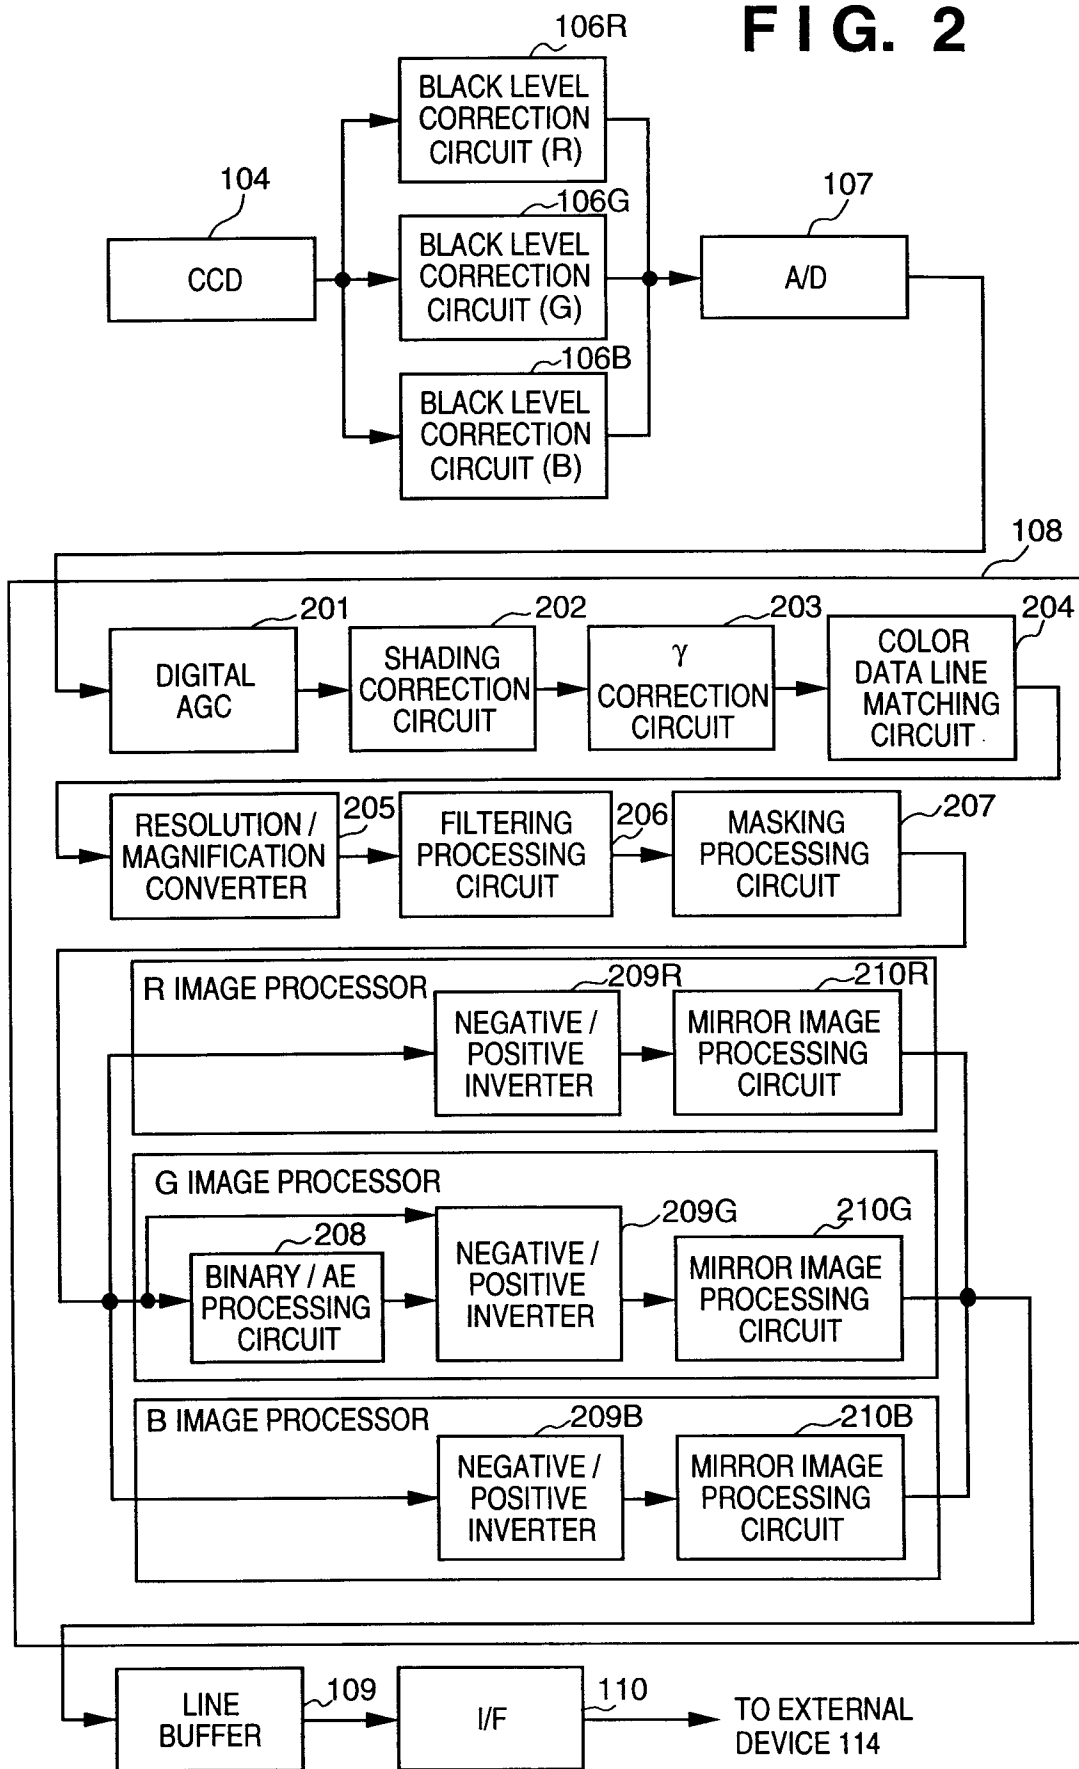 FIG. 2
106R
BLACK LEVEL
CORRECTION
CIRCUIT (R)
104
CCD
106G
BLACK LEVEL
CORRECTION
CIRCUIT (G)
107
A/D
106B
BLACK LEVEL
CORRECTION
CIRCUIT (B)
108
201
DIGITAL
AGC
202
SHADING
CORRECTION
CIRCUIT
203
γ
CORRECTION
CIRCUIT
204
COLOR
DATA LINE
MATCHING
CIRCUIT
205
RESOLUTION /
MAGNIFICATION
CONVERTER
206
FILTERING
PROCESSING
CIRCUIT
207
MASKING
PROCESSING
CIRCUIT
R IMAGE PROCESSOR
209R
NEGATIVE /
POSITIVE
INVERTER
210R
MIRROR IMAGE
PROCESSING
CIRCUIT
G IMAGE PROCESSOR
208
BINARY / AE
PROCESSING
CIRCUIT
209G
NEGATIVE /
POSITIVE
INVERTER
210G
MIRROR IMAGE
PROCESSING
CIRCUIT
B IMAGE PROCESSOR
209B
NEGATIVE /
POSITIVE
INVERTER
210B
MIRROR IMAGE
PROCESSING
CIRCUIT
LINE
BUFFER
109
I/F
110
TO EXTERNAL
DEVICE 114